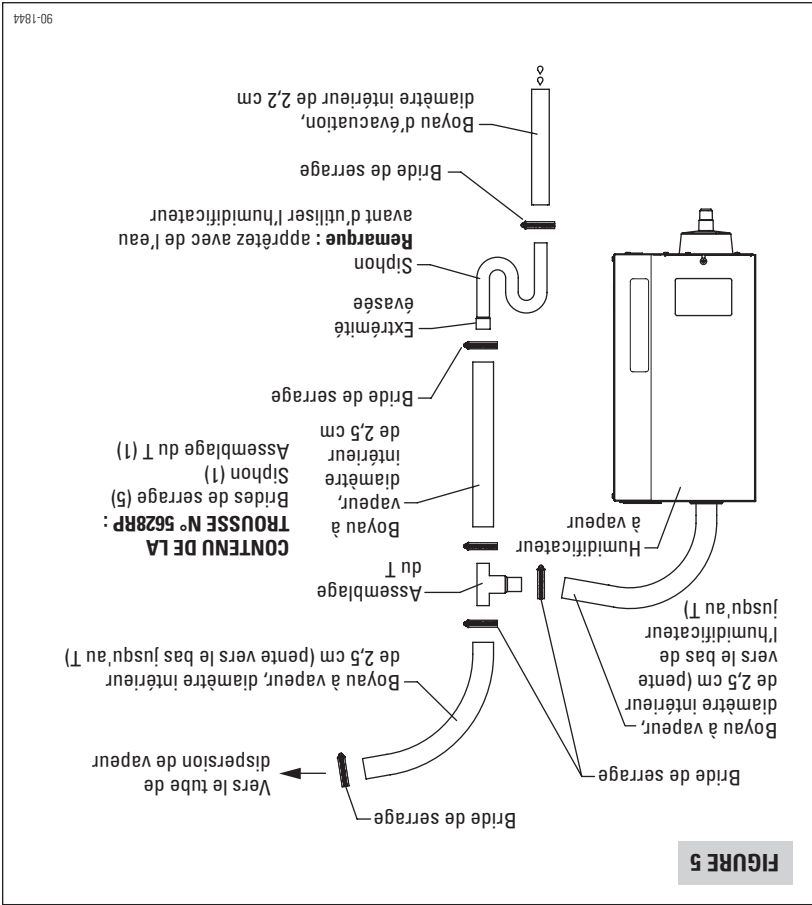 FIGURE 5
Bride de serrage
Vers le tube de
dispersion de vapeur
Bride de serrage
Boyau à vapeur,
diamètre intérieur
de 2,5 cm (pente
vers le bas de
l'humidificateur
jusqu'au T)
Boyau à vapeur, diamètre intérieur
de 2,5 cm (pente vers le bas jusqu'au T)
Assemblage
du T
Humidificateur
à vapeur
Boyau à
vapeur,
diamètre
intérieur
de 2,5 cm
CONTENU DE LA
TROUSSE N° 5628RP :
Brides de serrage (5)
Siphon (1)
Assemblage du T (1)
Bride de serrage
Extrémité
évasée
Siphon
Remarque : apprêtez avec de l'eau
avant d'utiliser l'humidificateur
Bride de serrage
Boyau d'évacuation,
diamètre intérieur de 2,2 cm
90-1844